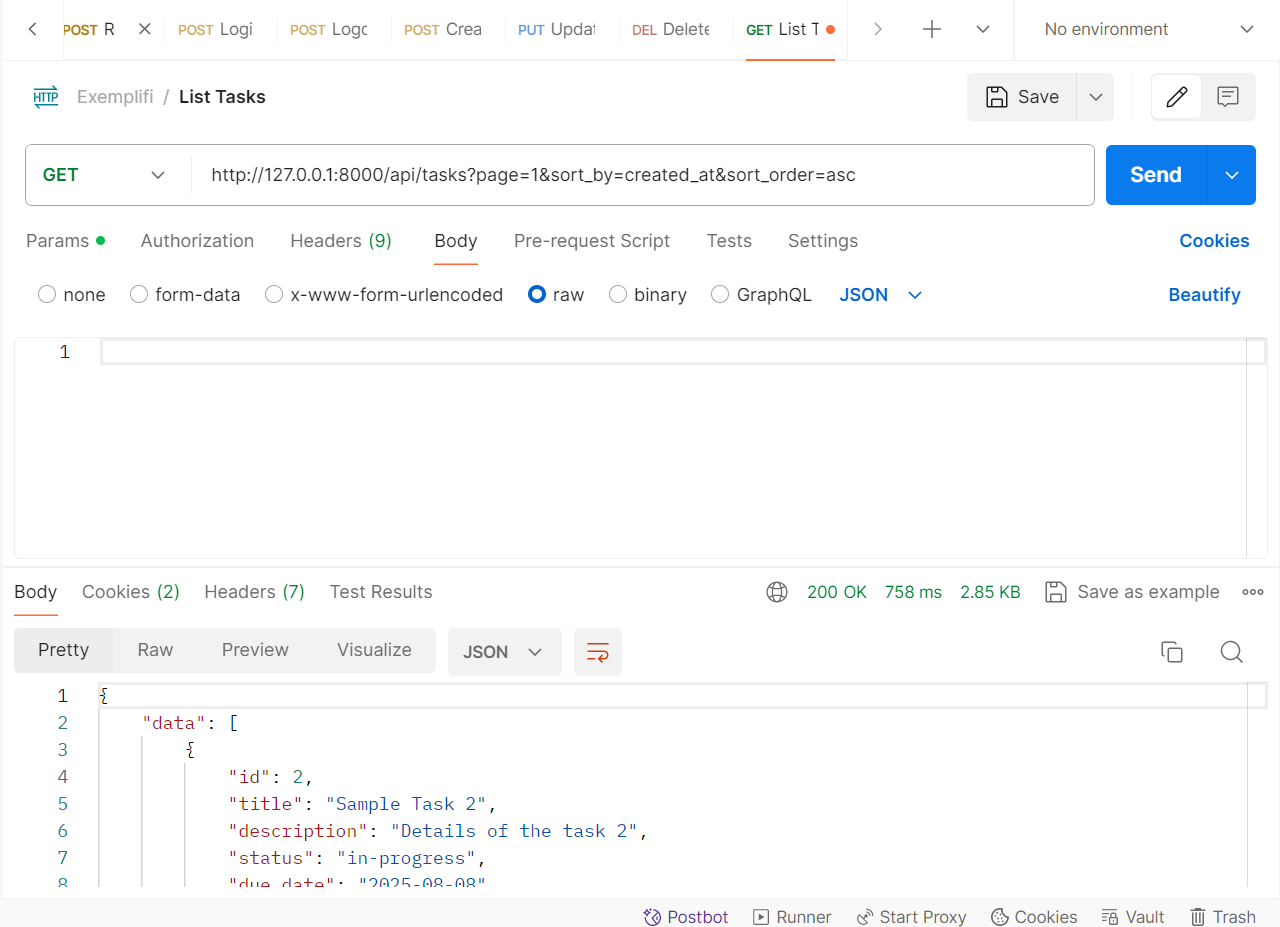 POST R POST Logi POST Logo POST Crea PUT Updat DEL Delete GET List T No environment
HTTP Exemplifi / List Tasks Save
GET http://127.0.0.1:8000/api/tasks?page=1&sort_by=created_at&sort_order=asc Send
Params Authorization Headers (9) Body Pre-request Script Tests Settings Cookies
none form-data x-www-form-urlencoded raw binary GraphQL JSON Beautify
1
Body Cookies (2) Headers (7) Test Results 200 OK 758 ms 2.85 KB Save as example
Pretty Raw Preview Visualize JSON
1 {
2 "data": [
3 {
4 "id": 2,
5 "title": "Sample Task 2",
6 "description": "Details of the task 2",
7 "status": "in-progress",
8 "due_date": "2025-08-08"
Postbot Runner Start Proxy Cookies Vault Trash